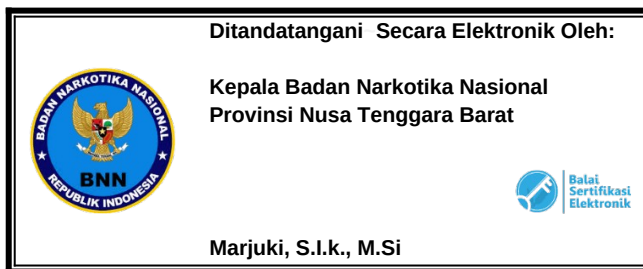 Ditandatangani Secara Elektronik Oleh:
Kepala Badan Narkotika Nasional
Provinsi Nusa Tenggara Barat
BADAN NARKOTIKA NASIONAL
BNN
REPUBLIK INDONESIA
Balai
Sertifikasi
Elektronik
Marjuki, S.I.k., M.Si